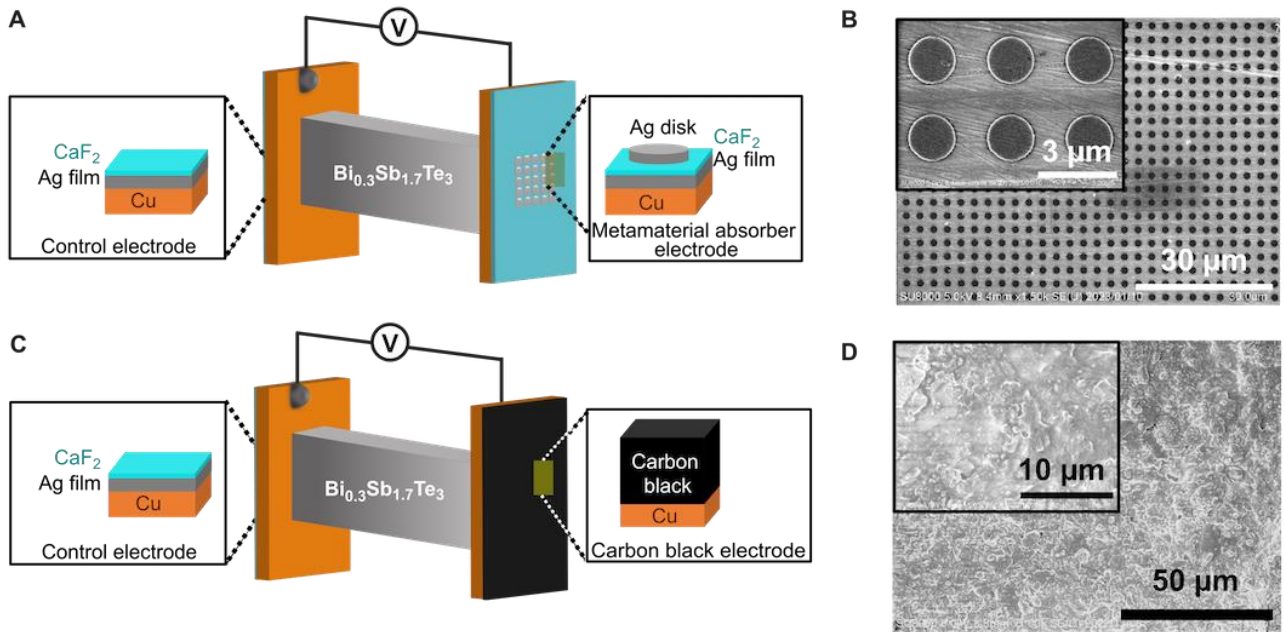 A
V
CaF2
Ag film
Cu
Control electrode
Bi0.3Sb1.7Te3
Ag disk
CaF2
Ag film
Cu
Metamaterial absorber
electrode
B
3 μm
30 μm
C
V
CaF2
Ag film
Cu
Control electrode
Bi0.3Sb1.7Te3
Carbon
black
Cu
Carbon black electrode
D
10 μm
50 μm